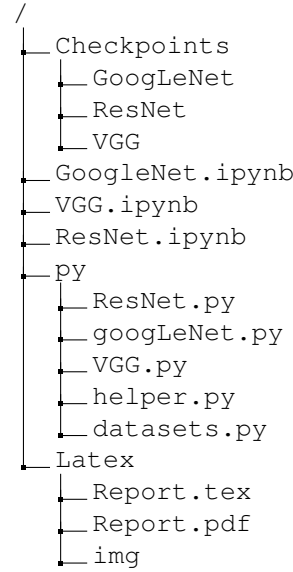 /
Checkpoints
GoogLeNet
ResNet
VGG
GoogleNet.ipynb
VGG.ipynb
ResNet.ipynb
py
ResNet.py
googLeNet.py
VGG.py
helper.py
datasets.py
Latex
Report.tex
Report.pdf
img